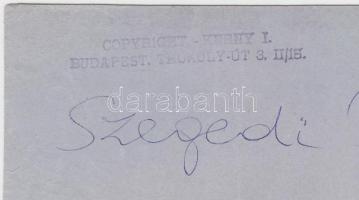 COPYRIGHT - KERNY I.
BUDAPEST. THÖKÖLY-ÚT 3. II/15.
darabanth
Szegedi